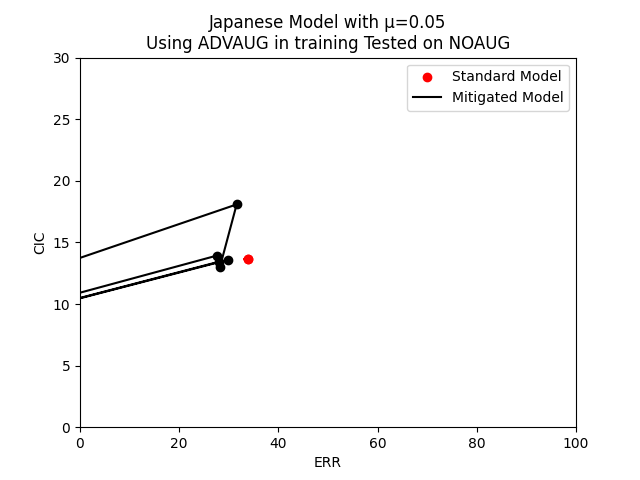 Japanese Model with μ=0.05
Using ADVAUG in training Tested on NOAUG
Standard Model
Mitigated Model
30
25
20
15
10
5
0
CIC
0 20 40 60 80 100
ERR